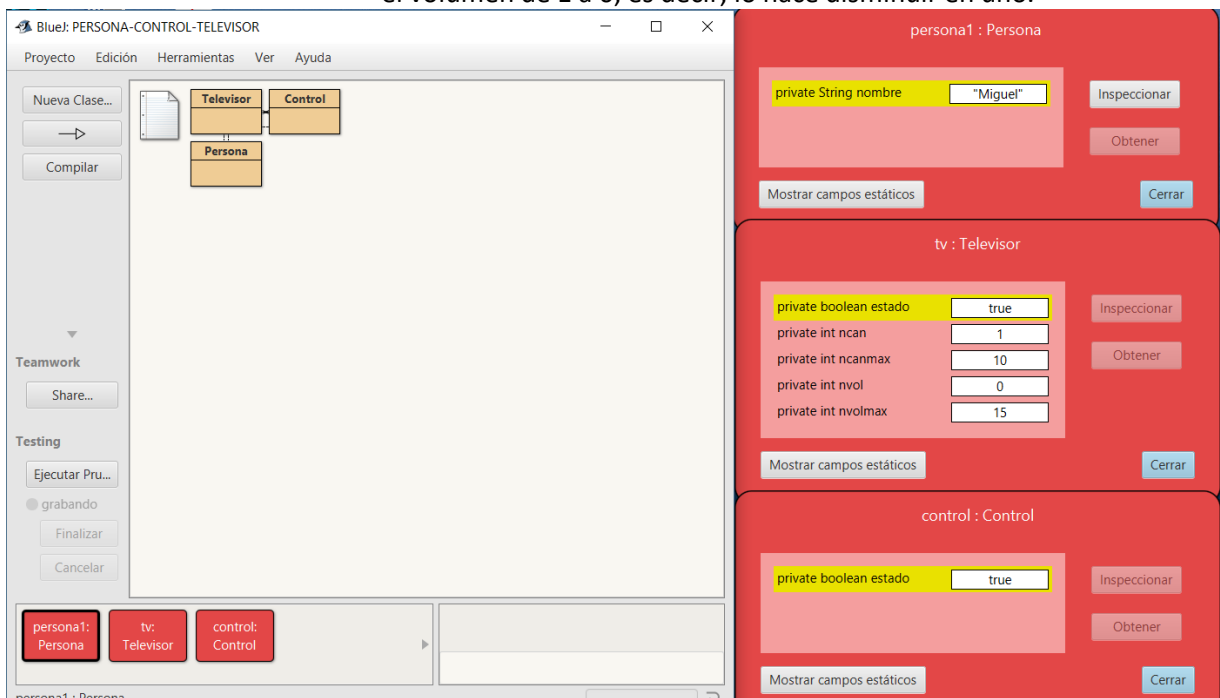 el volumen de 1 a 0, es decir, lo hace disminuir en uno.
BlueJ: PERSONA-CONTROL-TELEVISOR
Proyecto Edición Herramientas Ver Ayuda
Nueva Clase...
Compilar
Televisor
Control
Persona
Teamwork
Share...
Testing
Ejecutar Pru...
grabando
Finalizar
Cancelar
persona1:
Persona
tv:
Televisor
control:
Control
persona1 : Persona
persona1 : Persona
private String nombre "Miguel"
Inspeccionar
Obtener
Mostrar campos estáticos
Cerrar
tv : Televisor
private boolean estado true
private int ncan 1
private int ncanmax 10
private int nvol 0
private int nvolmax 15
Inspeccionar
Obtener
Mostrar campos estáticos
Cerrar
control : Control
private boolean estado true
Inspeccionar
Obtener
Mostrar campos estáticos
Cerrar